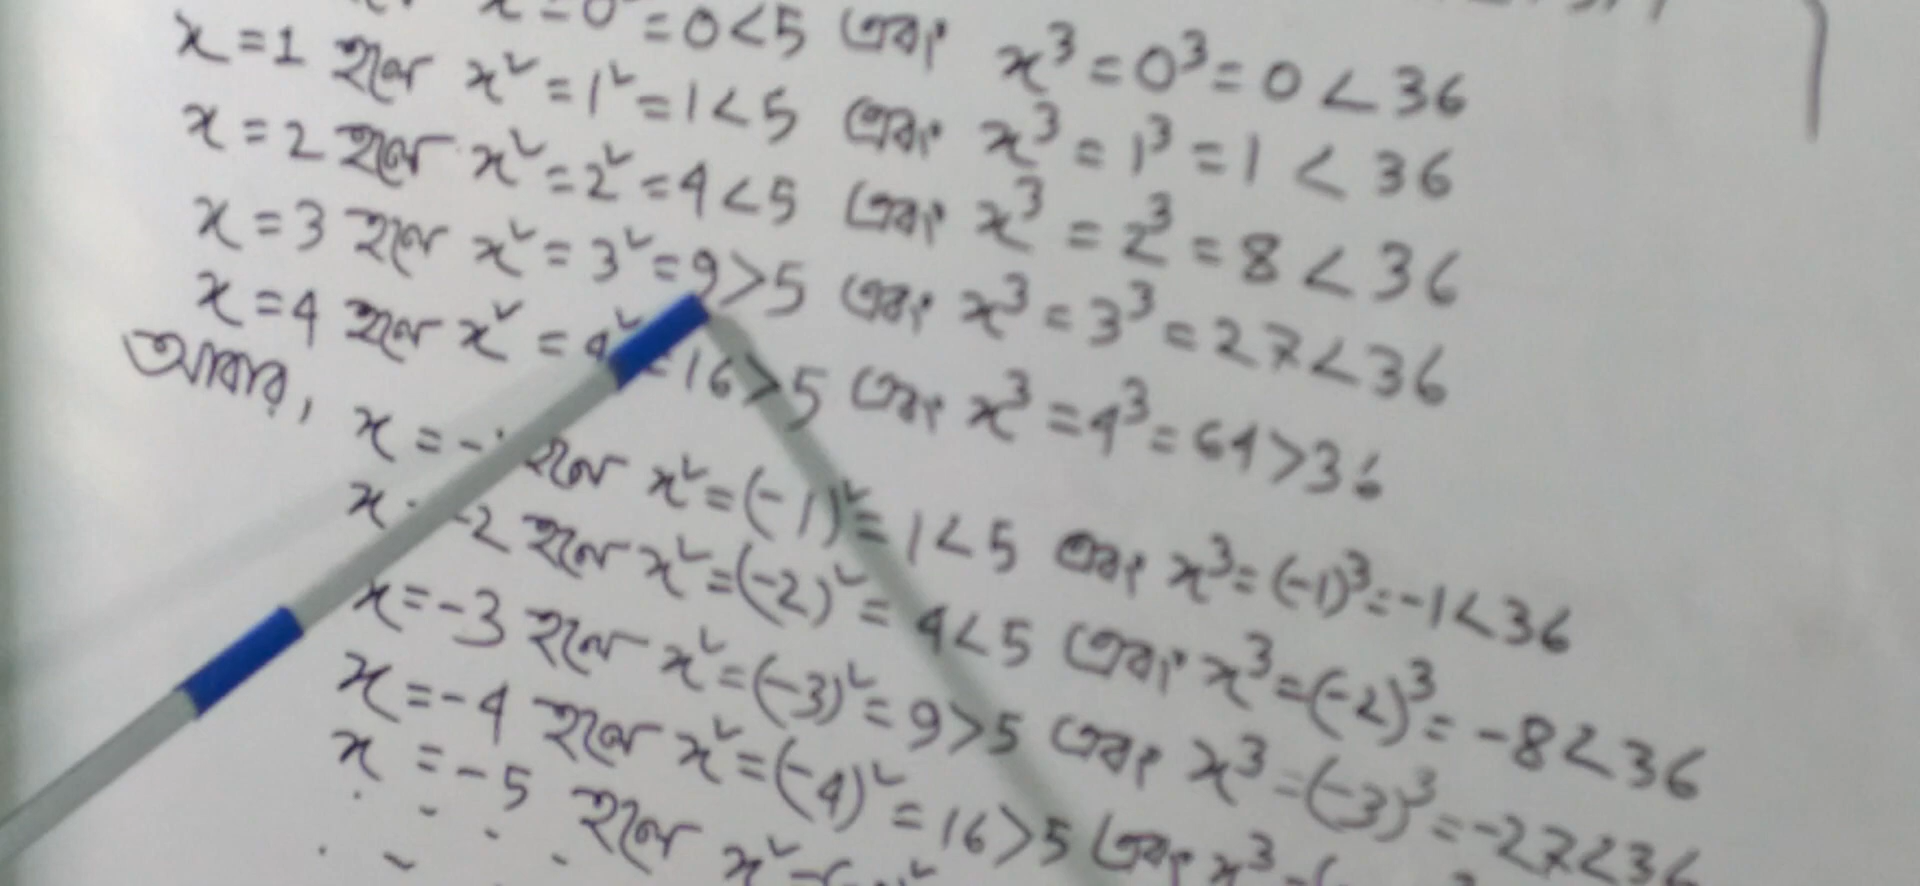 x = 0 = 0 < 5 এবং x³ = 0³ = 0 < 36
x = 1 হলে x² = 1² = 1 < 5 এবং x³ = 1³ = 1 < 36
x = 2 হলে x² = 2² = 4 < 5 এবং x³ = 2³ = 8 < 36
x = 3 হলে x² = 3² = 9 > 5 এবং x³ = 3³ = 27 < 36
x = 4 হলে x² = 4² = 16 > 5 এবং x³ = 4³ = 64 > 36
আবার,
x = - হলে x² = (-1)² = 1 < 5 এবং x³ = (-1)³ = -1 < 36
x -2 হলে x² = (-2)² = 4 < 5 এবং x³ = (-2)³ = -8 < 36
x = -3 হলে x² = (-3)² = 9 > 5 এবং x³ = (-3)³ = -27 < 36
x = -4 হলে x² = (-4)² = 16 > 5 এবং x³
x = -5 হলে x²